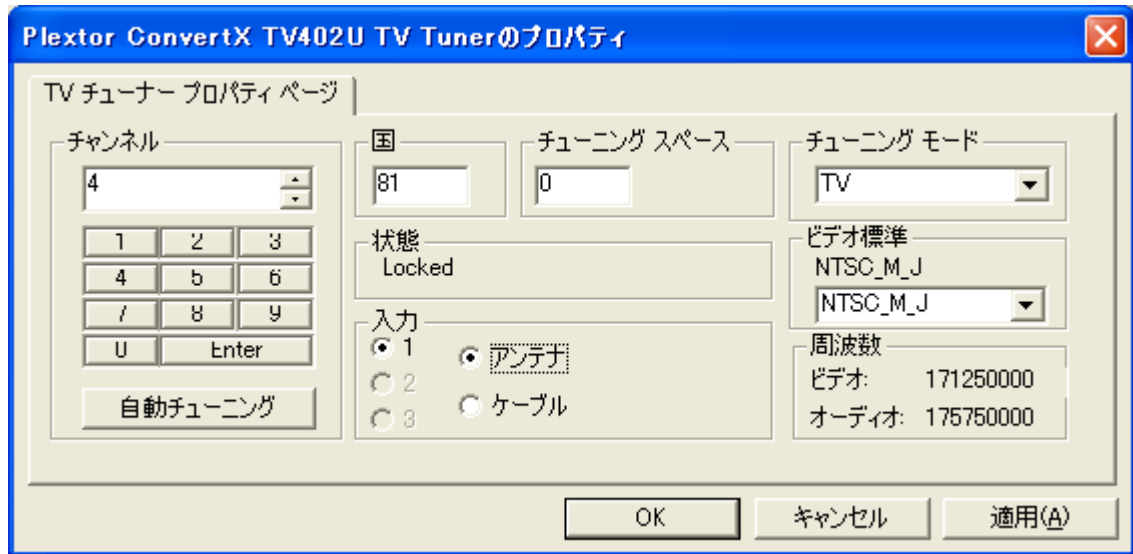 Plextor ConvertX TV402U TV Tunerのプロパティ
TV チューナー プロパティ ページ
チャンネル
4
1 2 3
4 5 6
7 8 9
0 Enter
自動チューニング
国
81
チューニング スペース
0
状態
Locked
入力
1
2
3
アンテナ
ケーブル
チューニング モード
TV
ビデオ標準
NTSC_M_J
NTSC_M_J
周波数
ビデオ: 171250000
オーディオ: 175750000
OK キャンセル 適用(A)